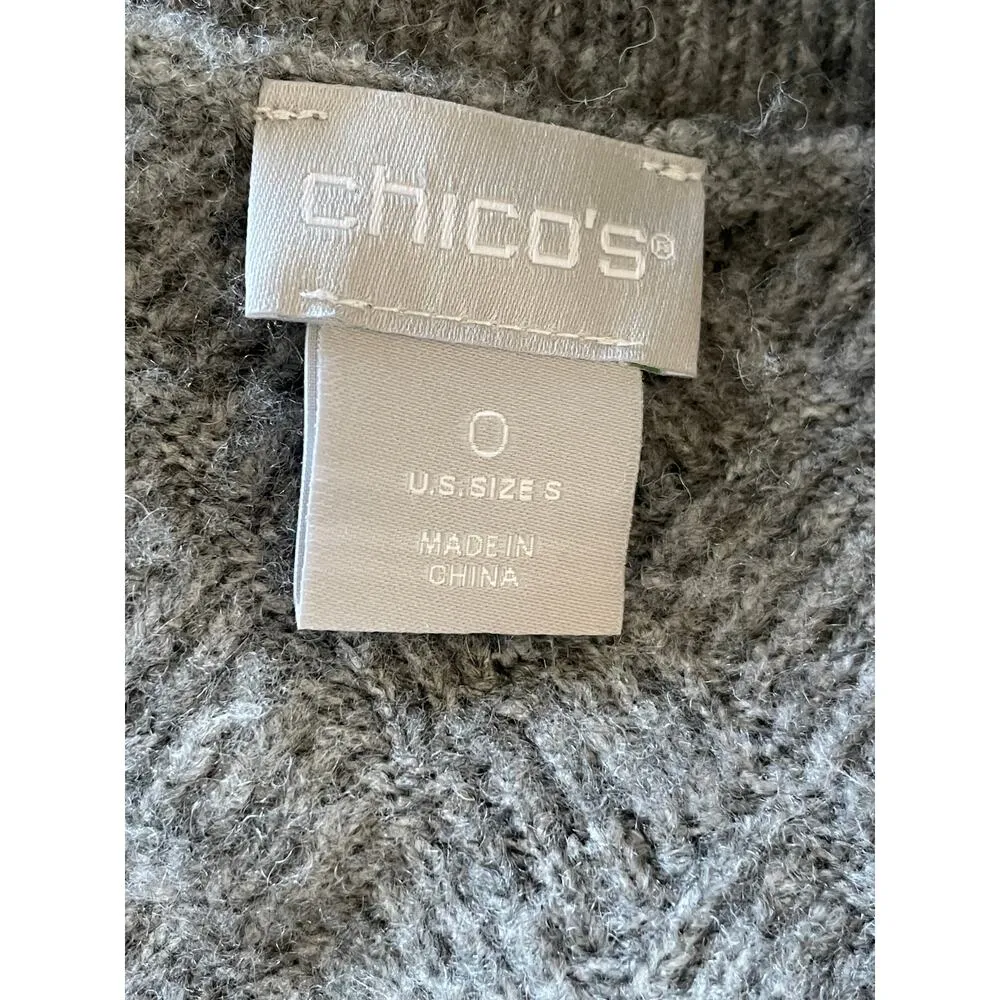 chico's®
0
U.S. SIZE S
MADE IN
CHINA